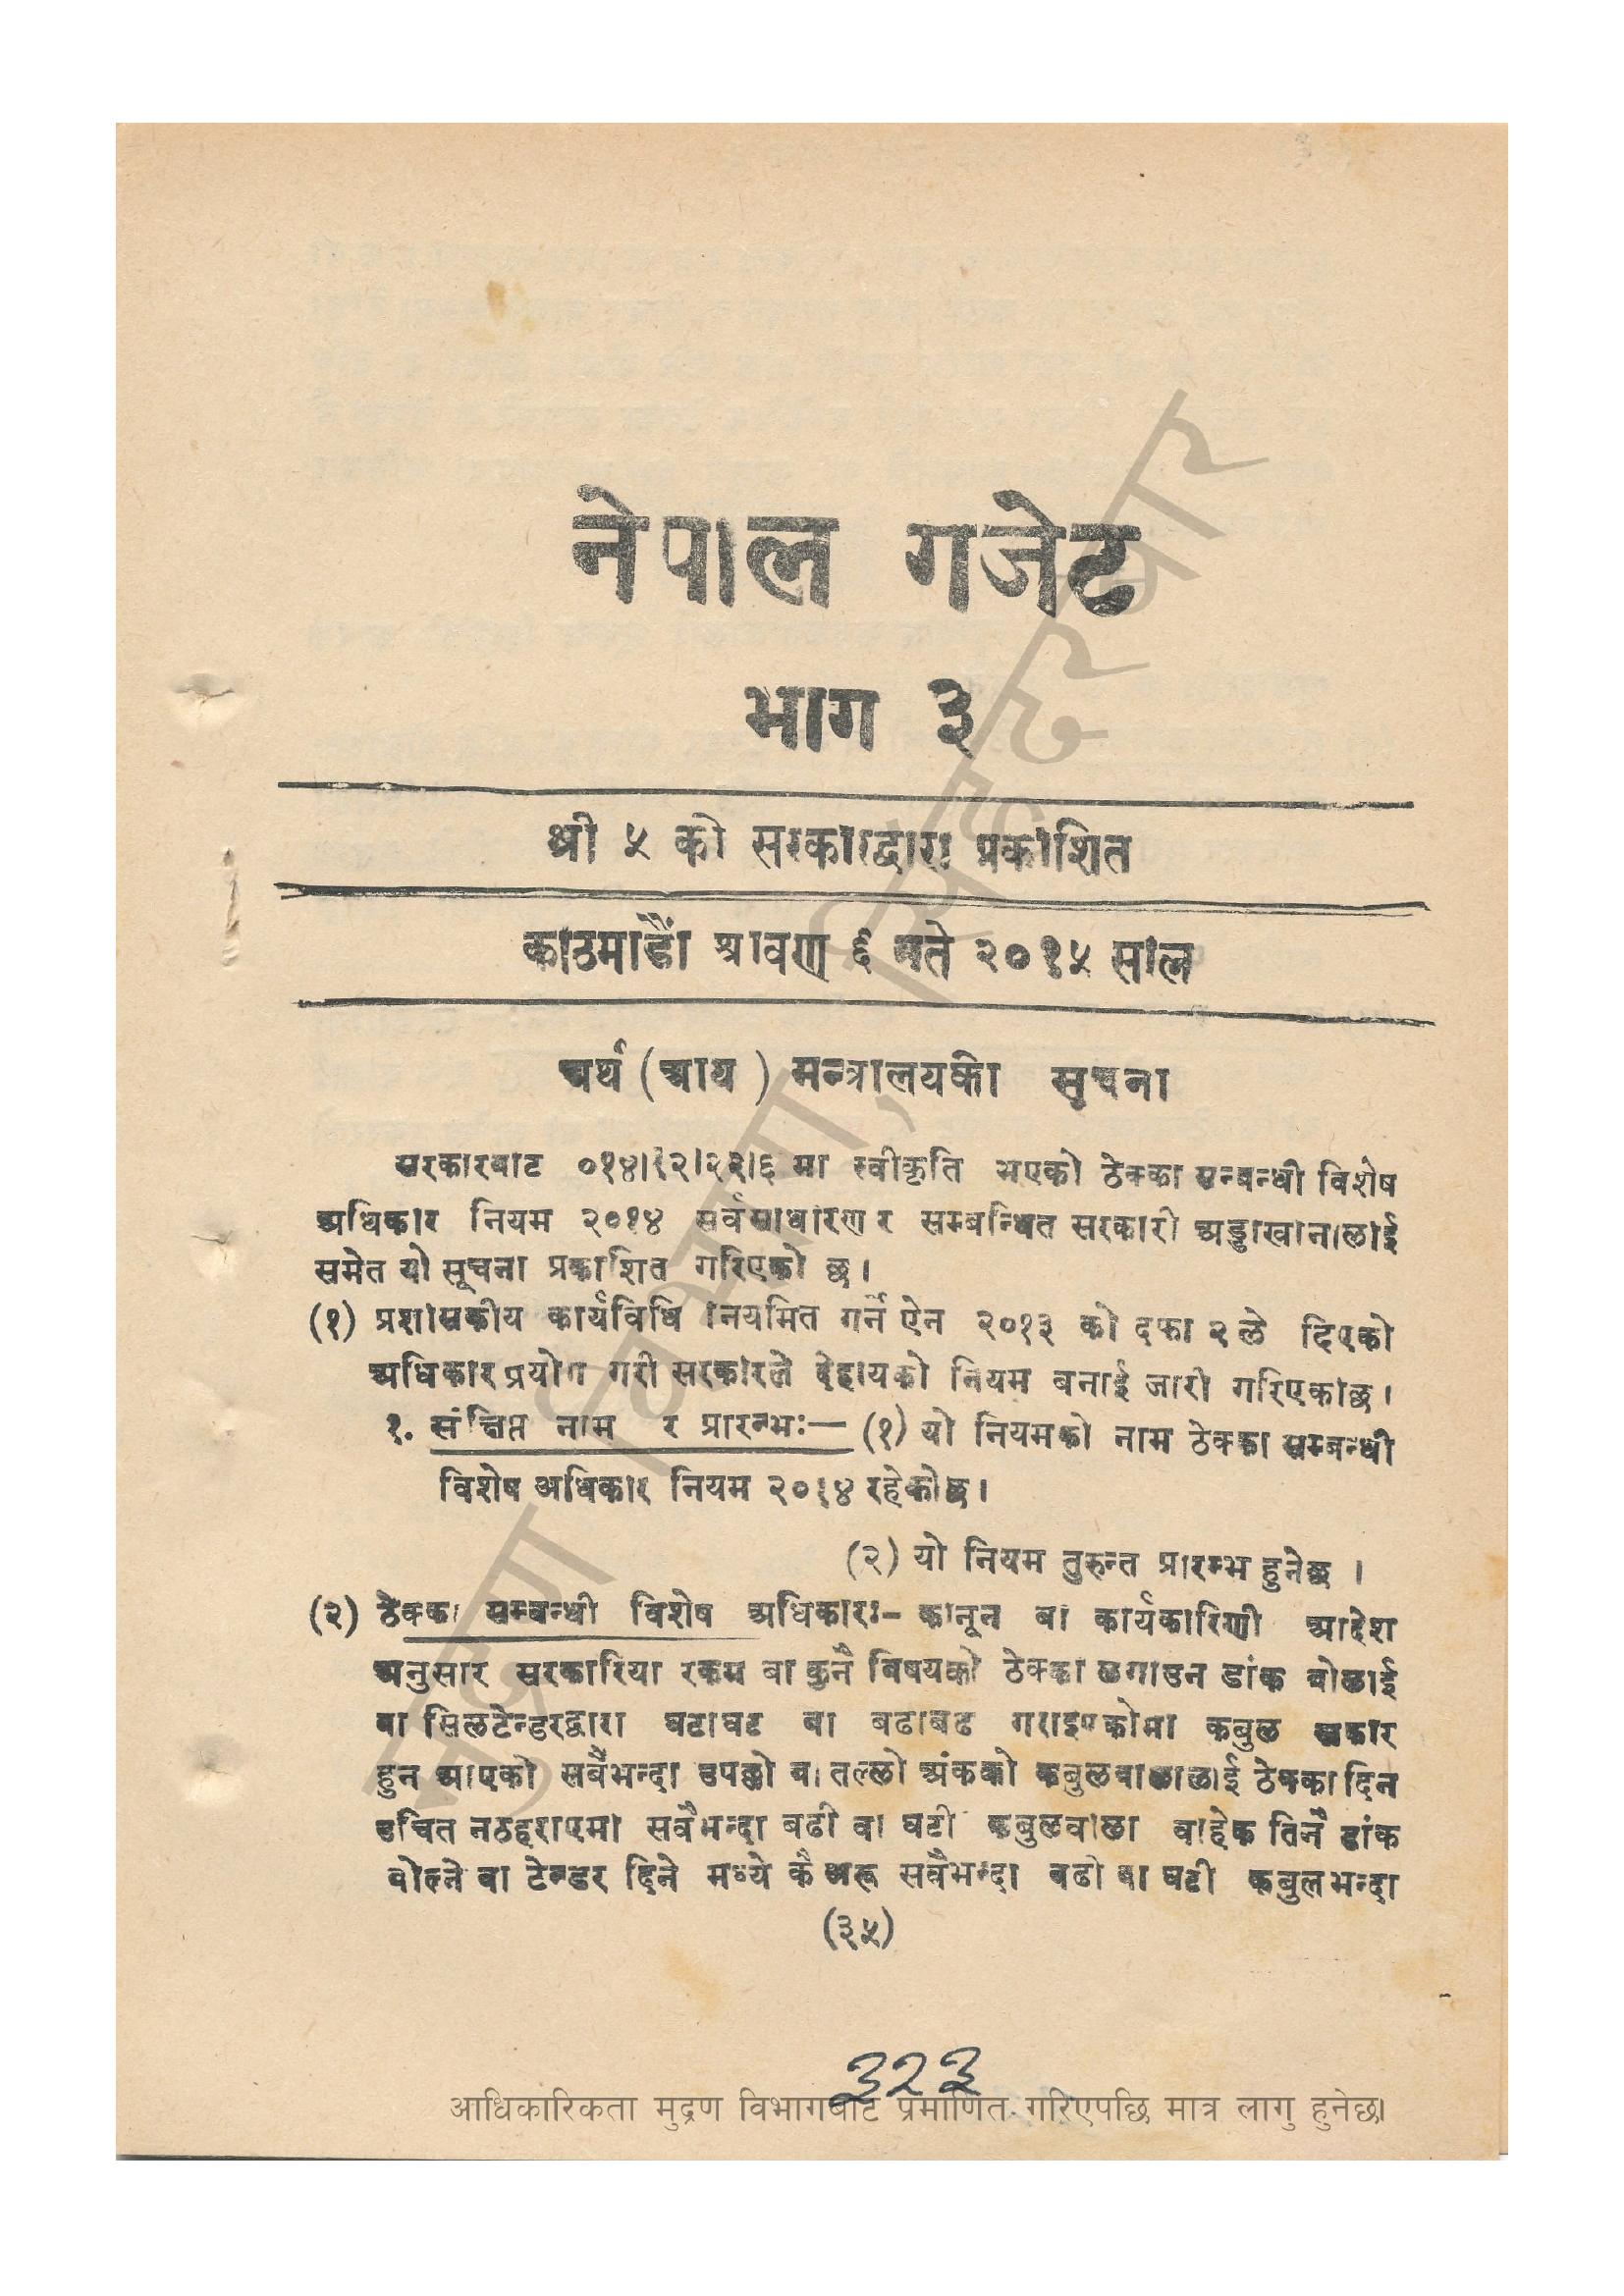 नेपाल गजेट
भाग ३
श्री ५ को सरकारद्वारा प्रकाशित
काठमाडौं श्रावण ६ गते २०१५ साल
अर्थ (आय) मन्त्रालयको सूचना
सरकारबाट ०१४।१२।२३।६ मा स्वीकृति भएको ठेक्का सम्बन्धी विशेष
अधिकार नियम २०१४ सर्वसाधारण र सम्बन्धित सरकारी अड्डाखानालाई
समेत यो सूचना प्रकाशित गरिएको छ।
(१) प्रशासकीय कार्यविधि नियमित गर्ने ऐन २०१३ को दफा २ ले दिएको
अधिकार प्रयोग गरी सरकारले देहायको नियम बनाई जारी गरिएकोछ।
१. संक्षिप्त नाम र प्रारम्भः— (१) यो नियमको नाम ठेक्का सम्बन्धी
विशेष अधिकार नियम २०१४ रहेकोछ।
(२) यो नियम तुरुन्त प्रारम्भ हुनेछ ।
(२) ठेक्का सम्बन्धी विशेष अधिकारः– कानून बा कार्यकारिणी आदेश
अनुसार सरकारिया रकम बा कुनै बिषयको ठेक्का लगाउन डांक बोलाई
बा सिलटेन्डरद्वारा घटाघट बा बढाबढ गराइएकोमा कबुल सकार
हुन आएको सबैभन्दा उपल्लो बा तल्लो अंकको कबुलवालालाई ठेक्का दिन
उचित नठहराएमा सबैभन्दा बढी बा घटी कबुलवाला बाहेक तिनै डांक
बोल्ने बा टेन्डर दिने मध्ये कै अरू सबैभन्दा बढी बा घटी कबुल भन्दा
(३५)
३२३
आधिकारिकता मुद्रण विभागबाट प्रमाणित गरिएपछि मात्र लागु हुनेछ।